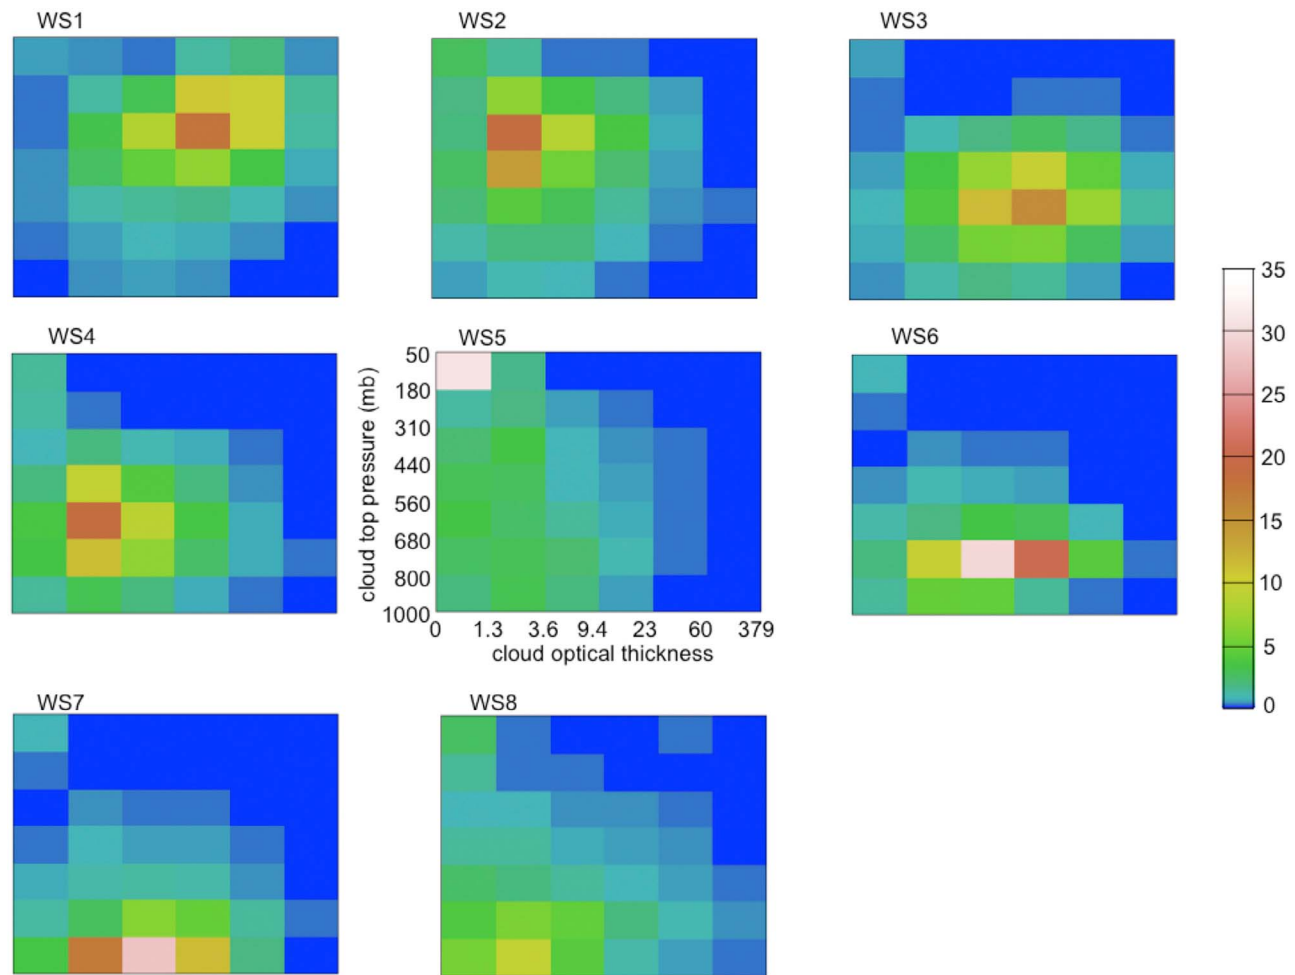 WS1
WS2
WS3
WS4
WS5
WS6
50
180
310
440
560
680
800
1000
cloud top pressure (mb)
0 1.3 3.6 9.4 23 60 379
cloud optical thickness
35
30
25
20
15
10
5
0
WS7
WS8